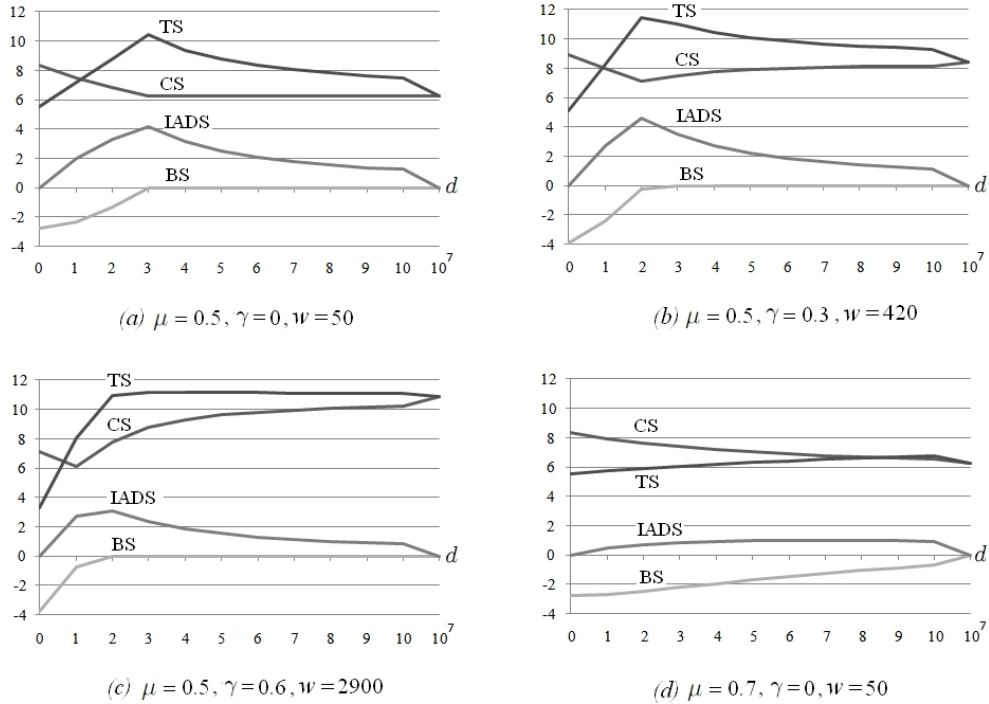 12
10
8
6
4
2
0
-2
-4
TS
CS
IADS
BS
d
0 1 2 3 4 5 6 7 8 9 10 10⁷
(a) μ = 0.5, γ = 0, w = 50
12
10
8
6
4
2
0
-2
-4
TS
CS
IADS
BS
d
0 1 2 3 4 5 6 7 8 9 10 10⁷
(b) μ = 0.5, γ = 0.3, w = 420
12
10
8
6
4
2
0
-2
-4
TS
CS
IADS
BS
d
0 1 2 3 4 5 6 7 8 9 10 10⁷
(c) μ = 0.5, γ = 0.6, w = 2900
12
10
8
6
4
2
0
-2
-4
CS
TS
IADS
BS
d
0 1 2 3 4 5 6 7 8 9 10 10⁷
(d) μ = 0.7, γ = 0, w = 50